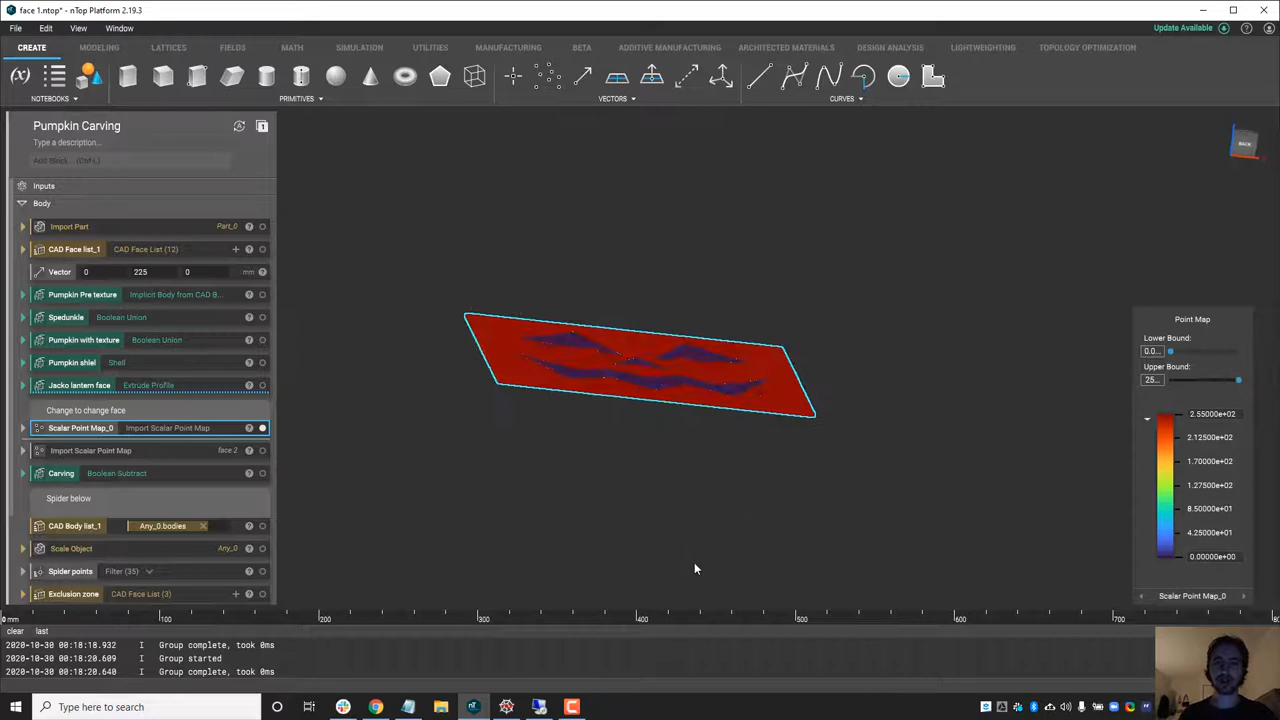 face 1.ntop* - nTop Platform 2.19.3
File Edit View Window
Update Available
CREATE MODELING LATTICES FIELDS MATH SIMULATION UTILITIES MANUFACTURING BETA ADDITIVE MANUFACTURING ARCHITECTED MATERIALS DESIGN ANALYSIS LIGHTWEIGHTING TOPOLOGY OPTIMIZATION
NOTEBOOKS PRIMITIVES VECTORS CURVES
Pumpkin Carving
Type a description...
Add Block... (Ctrl+L)
Inputs
Body
Import Part Part_0
CAD Face list_1 CAD Face List (12)
Vector 0 225 0 mm
Pumpkin Pre texture Implicit Body from CAD B...
Spedunkle Boolean Union
Pumpkin with texture Boolean Union
Pumpkin shlel Shell
Jacko lantern face Extrude Profile
Change to change face
Scalar Point Map_0 Import Scalar Point Map
Import Scalar Point Map face 2
Carving Boolean Subtract
Spider below
CAD Body list_1 Any_0.bodies
Scale Object Any_0
Spider points Filter (35)
Exclusion zone CAD Face List (3)
BACK
Point Map
Lower Bound:
0.0...
Upper Bound:
25...
2.55000e+02
2.12500e+02
1.70000e+02
1.27500e+02
8.50000e+01
4.25000e+01
0.00000e+00
Scalar Point Map_0
0 mm 100 200 300 400 500 600 700
clear last
2020-10-30 00:18:18.932 I Group complete, took 0ms
2020-10-30 00:18:20.609 I Group started
2020-10-30 00:18:20.640 I Group complete, took 0ms
Type here to search